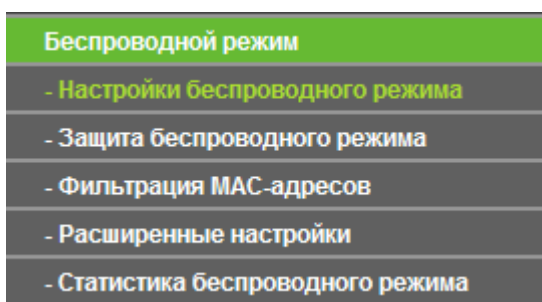 Беспроводной режим
- Настройки беспроводного режима
- Защита беспроводного режима
- Фильтрация MAC-адресов
- Расширенные настройки
- Статистика беспроводного режима